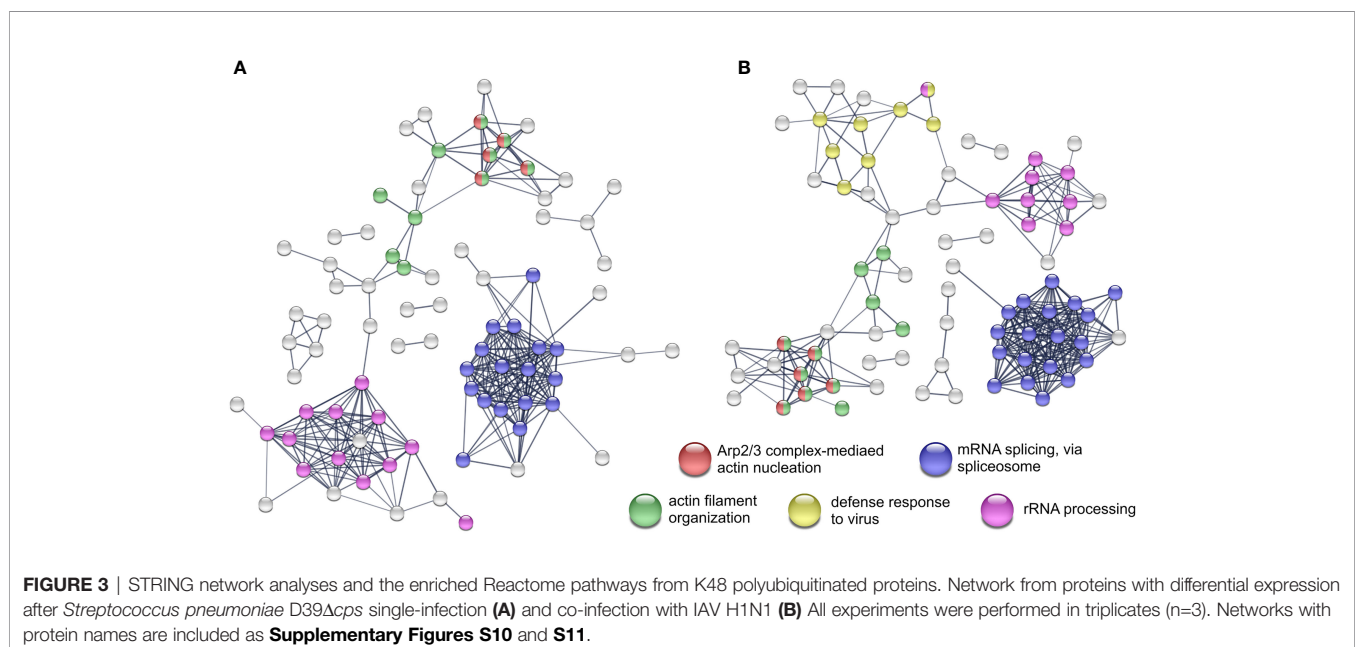 A
B
Arp2/3 complex-mediaed
actin nucleation
mRNA splicing, via
spliceosome
actin filament
organization
defense response
to virus
rRNA processing
FIGURE 3 | STRING network analyses and the enriched Reactome pathways from K48 polyubiquitinated proteins. Network from proteins with differential expression
after Streptococcus pneumoniae D39Δcps single-infection (A) and co-infection with IAV H1N1 (B) All experiments were performed in triplicates (n=3). Networks with
protein names are included as Supplementary Figures S10 and S11.